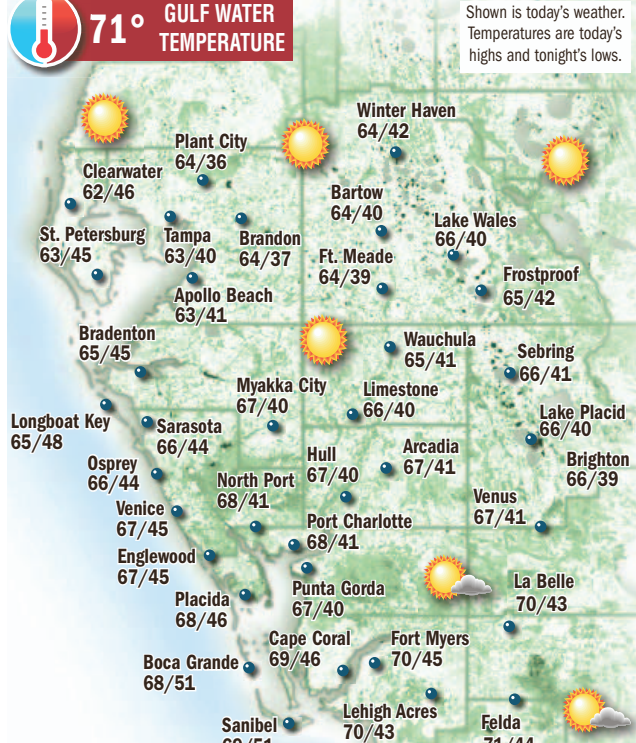 71°
GULF WATER
TEMPERATURE
Shown is today's weather.
Temperatures are today's
highs and tonight's lows.
Winter Haven
64/42
Plant City
64/36
Clearwater
62/46
Bartow
64/40
Lake Wales
66/40
St. Petersburg
63/45
Tampa
63/40
Brandon
64/37
Ft. Meade
64/39
Frostproof
65/42
Apollo Beach
63/41
Bradenton
65/45
Wauchula
65/41
Sebring
66/41
Myakka City
67/40
Limestone
66/40
Longboat Key
65/48
Sarasota
66/44
Lake Placid
66/40
Osprey
66/44
Hull
67/40
Arcadia
67/41
Brighton
66/39
North Port
68/41
Venice
67/45
Venus
67/41
Port Charlotte
68/41
Englewood
67/45
Punta Gorda
67/40
La Belle
70/43
Placida
68/46
Cape Coral
69/46
Fort Myers
70/45
Boca Grande
68/51
Lehigh Acres
70/43
Sanibel
69/51
Felda
71/44